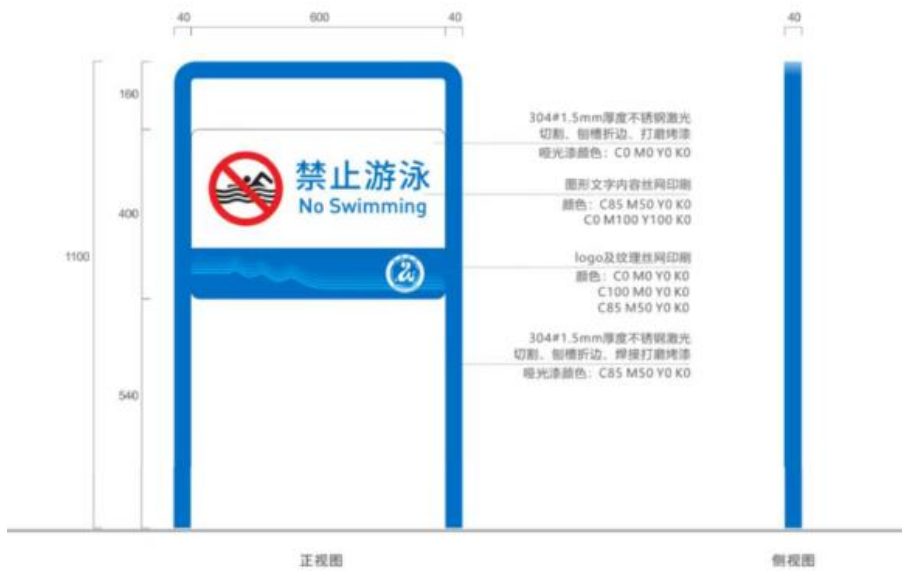 40
600
40
40
160
400
1100
540
禁止游泳
No Swimming
304#1.5mm厚度不锈钢激光
切割、刨槽折边、打磨烤漆
哑光漆颜色：C0 M0 Y0 K0
图形文字内容丝网印刷
颜色：C85 M50 Y0 K0
C0 M100 Y100 K0
logo及纹理丝网印刷
颜色：C0 M0 Y0 K0
C100 M0 Y0 K0
C85 M50 Y0 K0
304#1.5mm厚度不锈钢激光
切割、刨槽折边、焊接打磨烤漆
哑光漆颜色：C85 M50 Y0 K0
正视图
侧视图